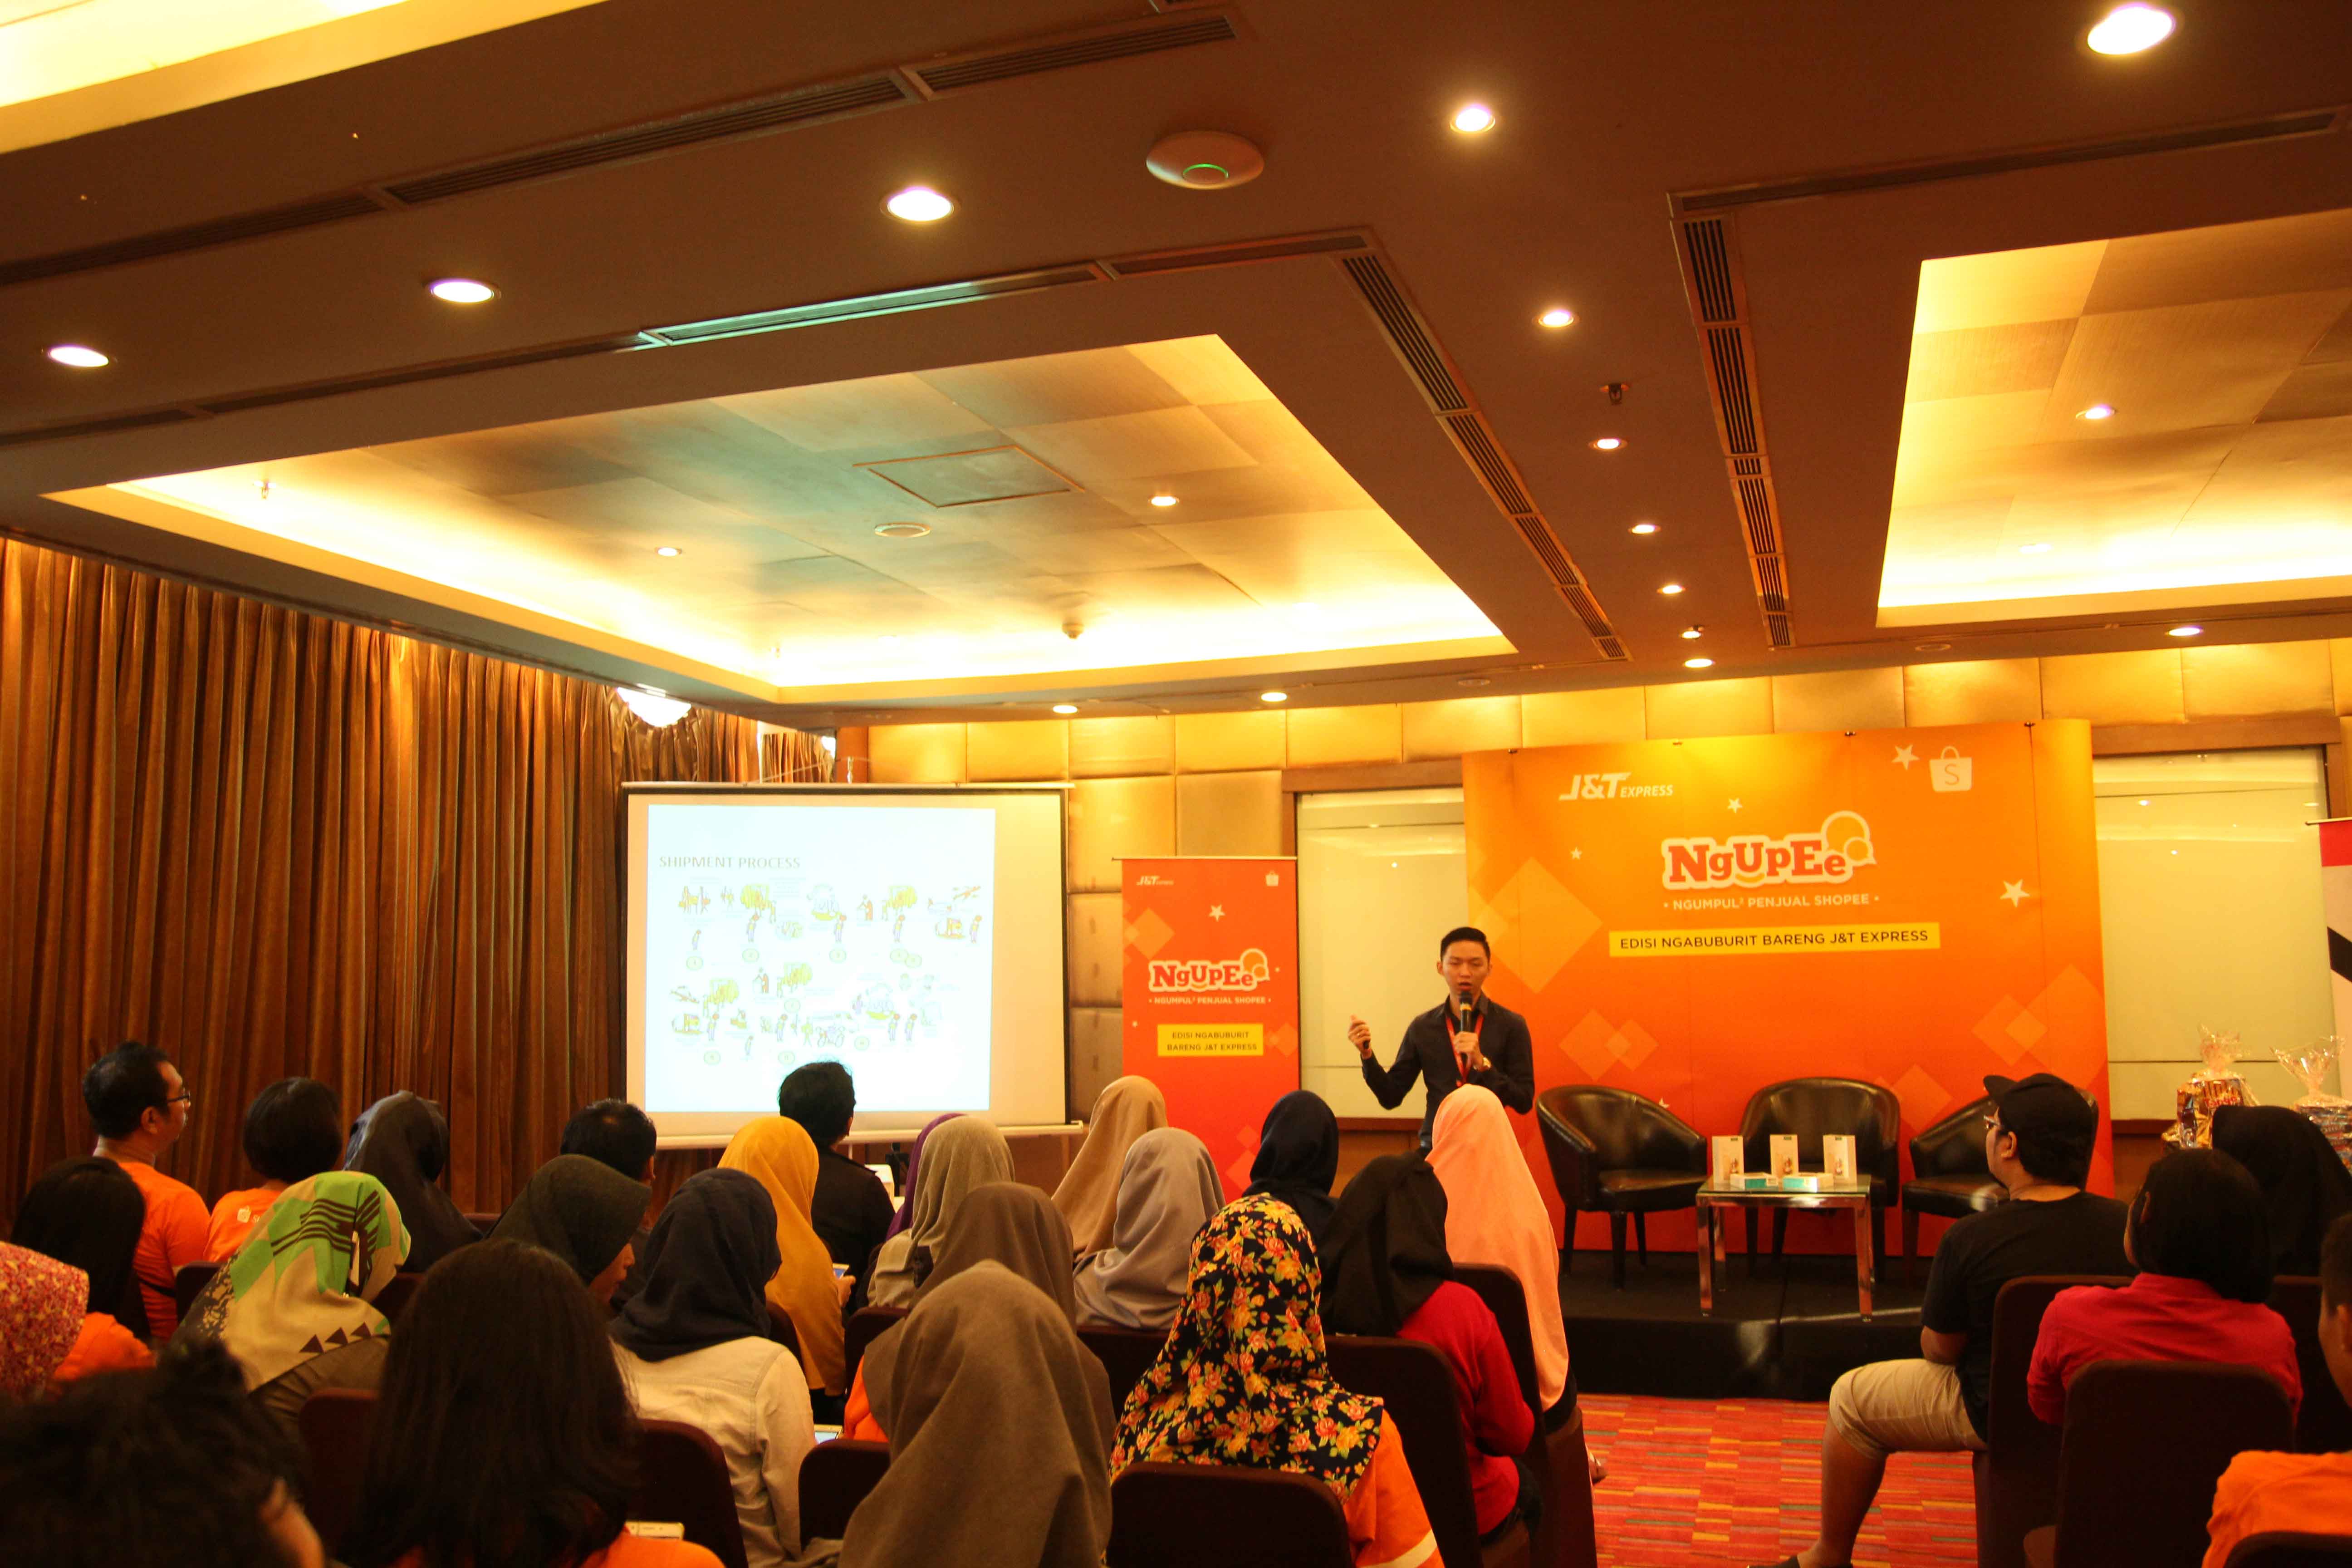 SHIPMENT PROCESS
J&T EXPRESS
NgUpEe
• NGUMPUL² PENJUAL SHOPEE •
EDISI NGABUBURIT
BARENG J&T EXPRESS
J&T EXPRESS
S
NgUpEe
• NGUMPUL² PENJUAL SHOPEE •
EDISI NGABUBURIT BARENG J&T EXPRESS